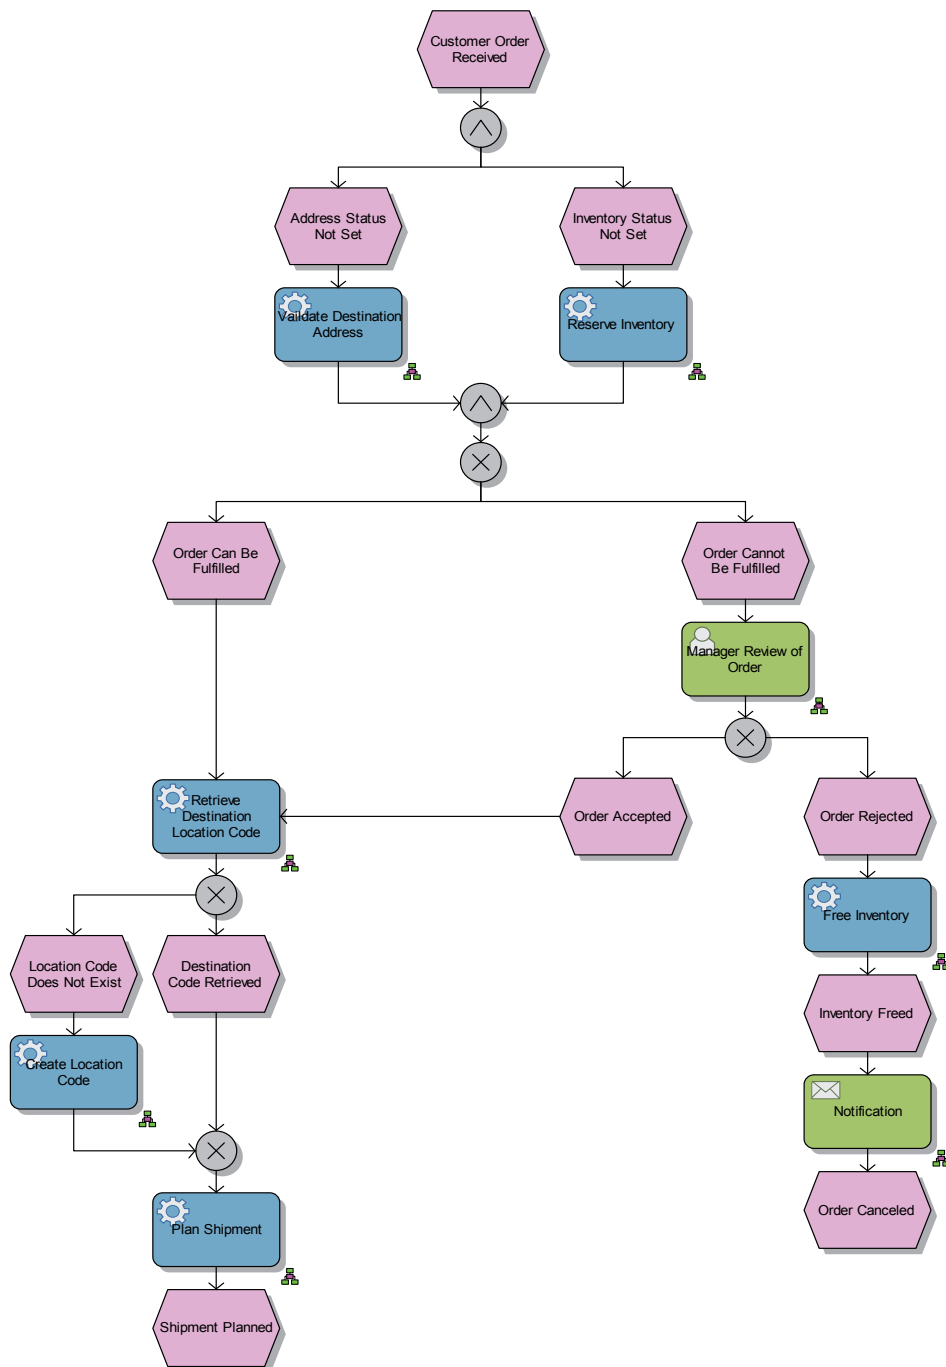 Customer Order
Received
Address Status
Not Set
Inventory Status
Not Set
Vaildate Destination
Address
Reserve Inventory
Order Can Be
Fulfilled
Order Cannot
Be Fulfilled
Manager Review of
Order
Retrieve
Destination
Location Code
Order Accepted
Order Rejected
Free Inventory
Location Code
Does Not Exist
Destination
Code Retrieved
Inventory Freed
Create Location
Code
Notification
Plan Shipment
Order Canceled
Shipment Planned